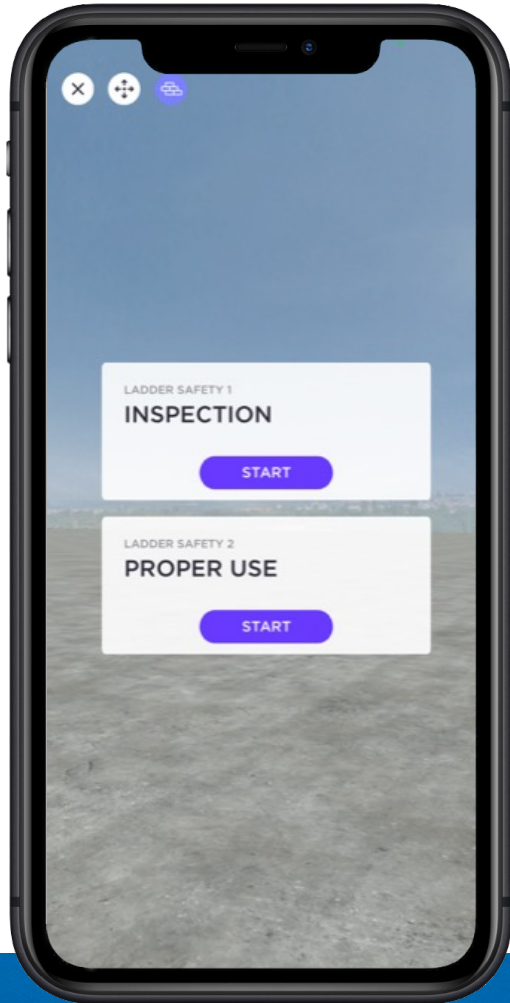 LADDER SAFETY 1
INSPECTION
START
LADDER SAFETY 2
PROPER USE
START